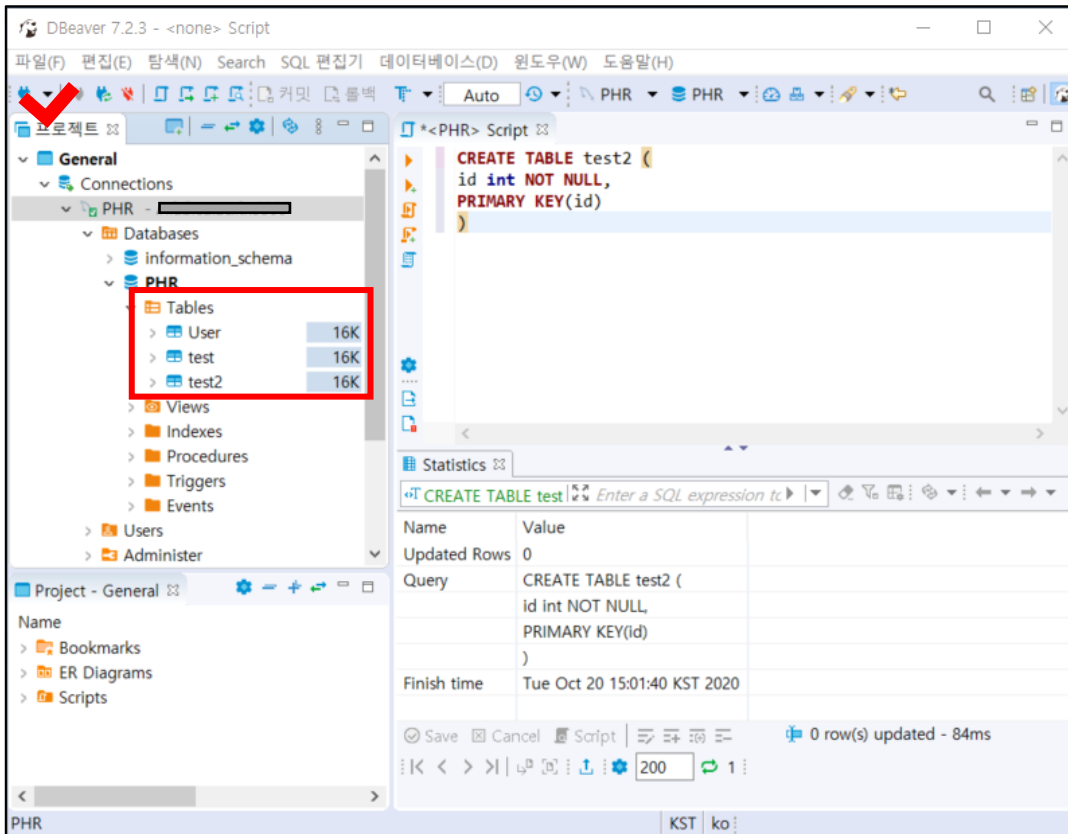 DBeaver 7.2.3 - <none> Script
파일(F) 편집(E) 탐색(N) Search SQL 편집기 데이터베이스(D) 윈도우(W) 도움말(H)
커밋 롤백 Auto PHR PHR
프로젝트
General
Connections
PHR -
Databases
information_schema
PHR
Tables
User 16K
test 16K
test2 16K
Views
Indexes
Procedures
Triggers
Events
Users
Administer
*<PHR> Script
CREATE TABLE test2 (
id int NOT NULL,
PRIMARY KEY(id)
)
Statistics
CREATE TABLE test Enter a SQL expression to
Name Value
Updated Rows 0
Query CREATE TABLE test2 (
id int NOT NULL,
PRIMARY KEY(id)
)
Finish time Tue Oct 20 15:01:40 KST 2020
Save Cancel Script 0 row(s) updated - 84ms
200 1
Project - General
Name
Bookmarks
ER Diagrams
Scripts
PHR KST ko